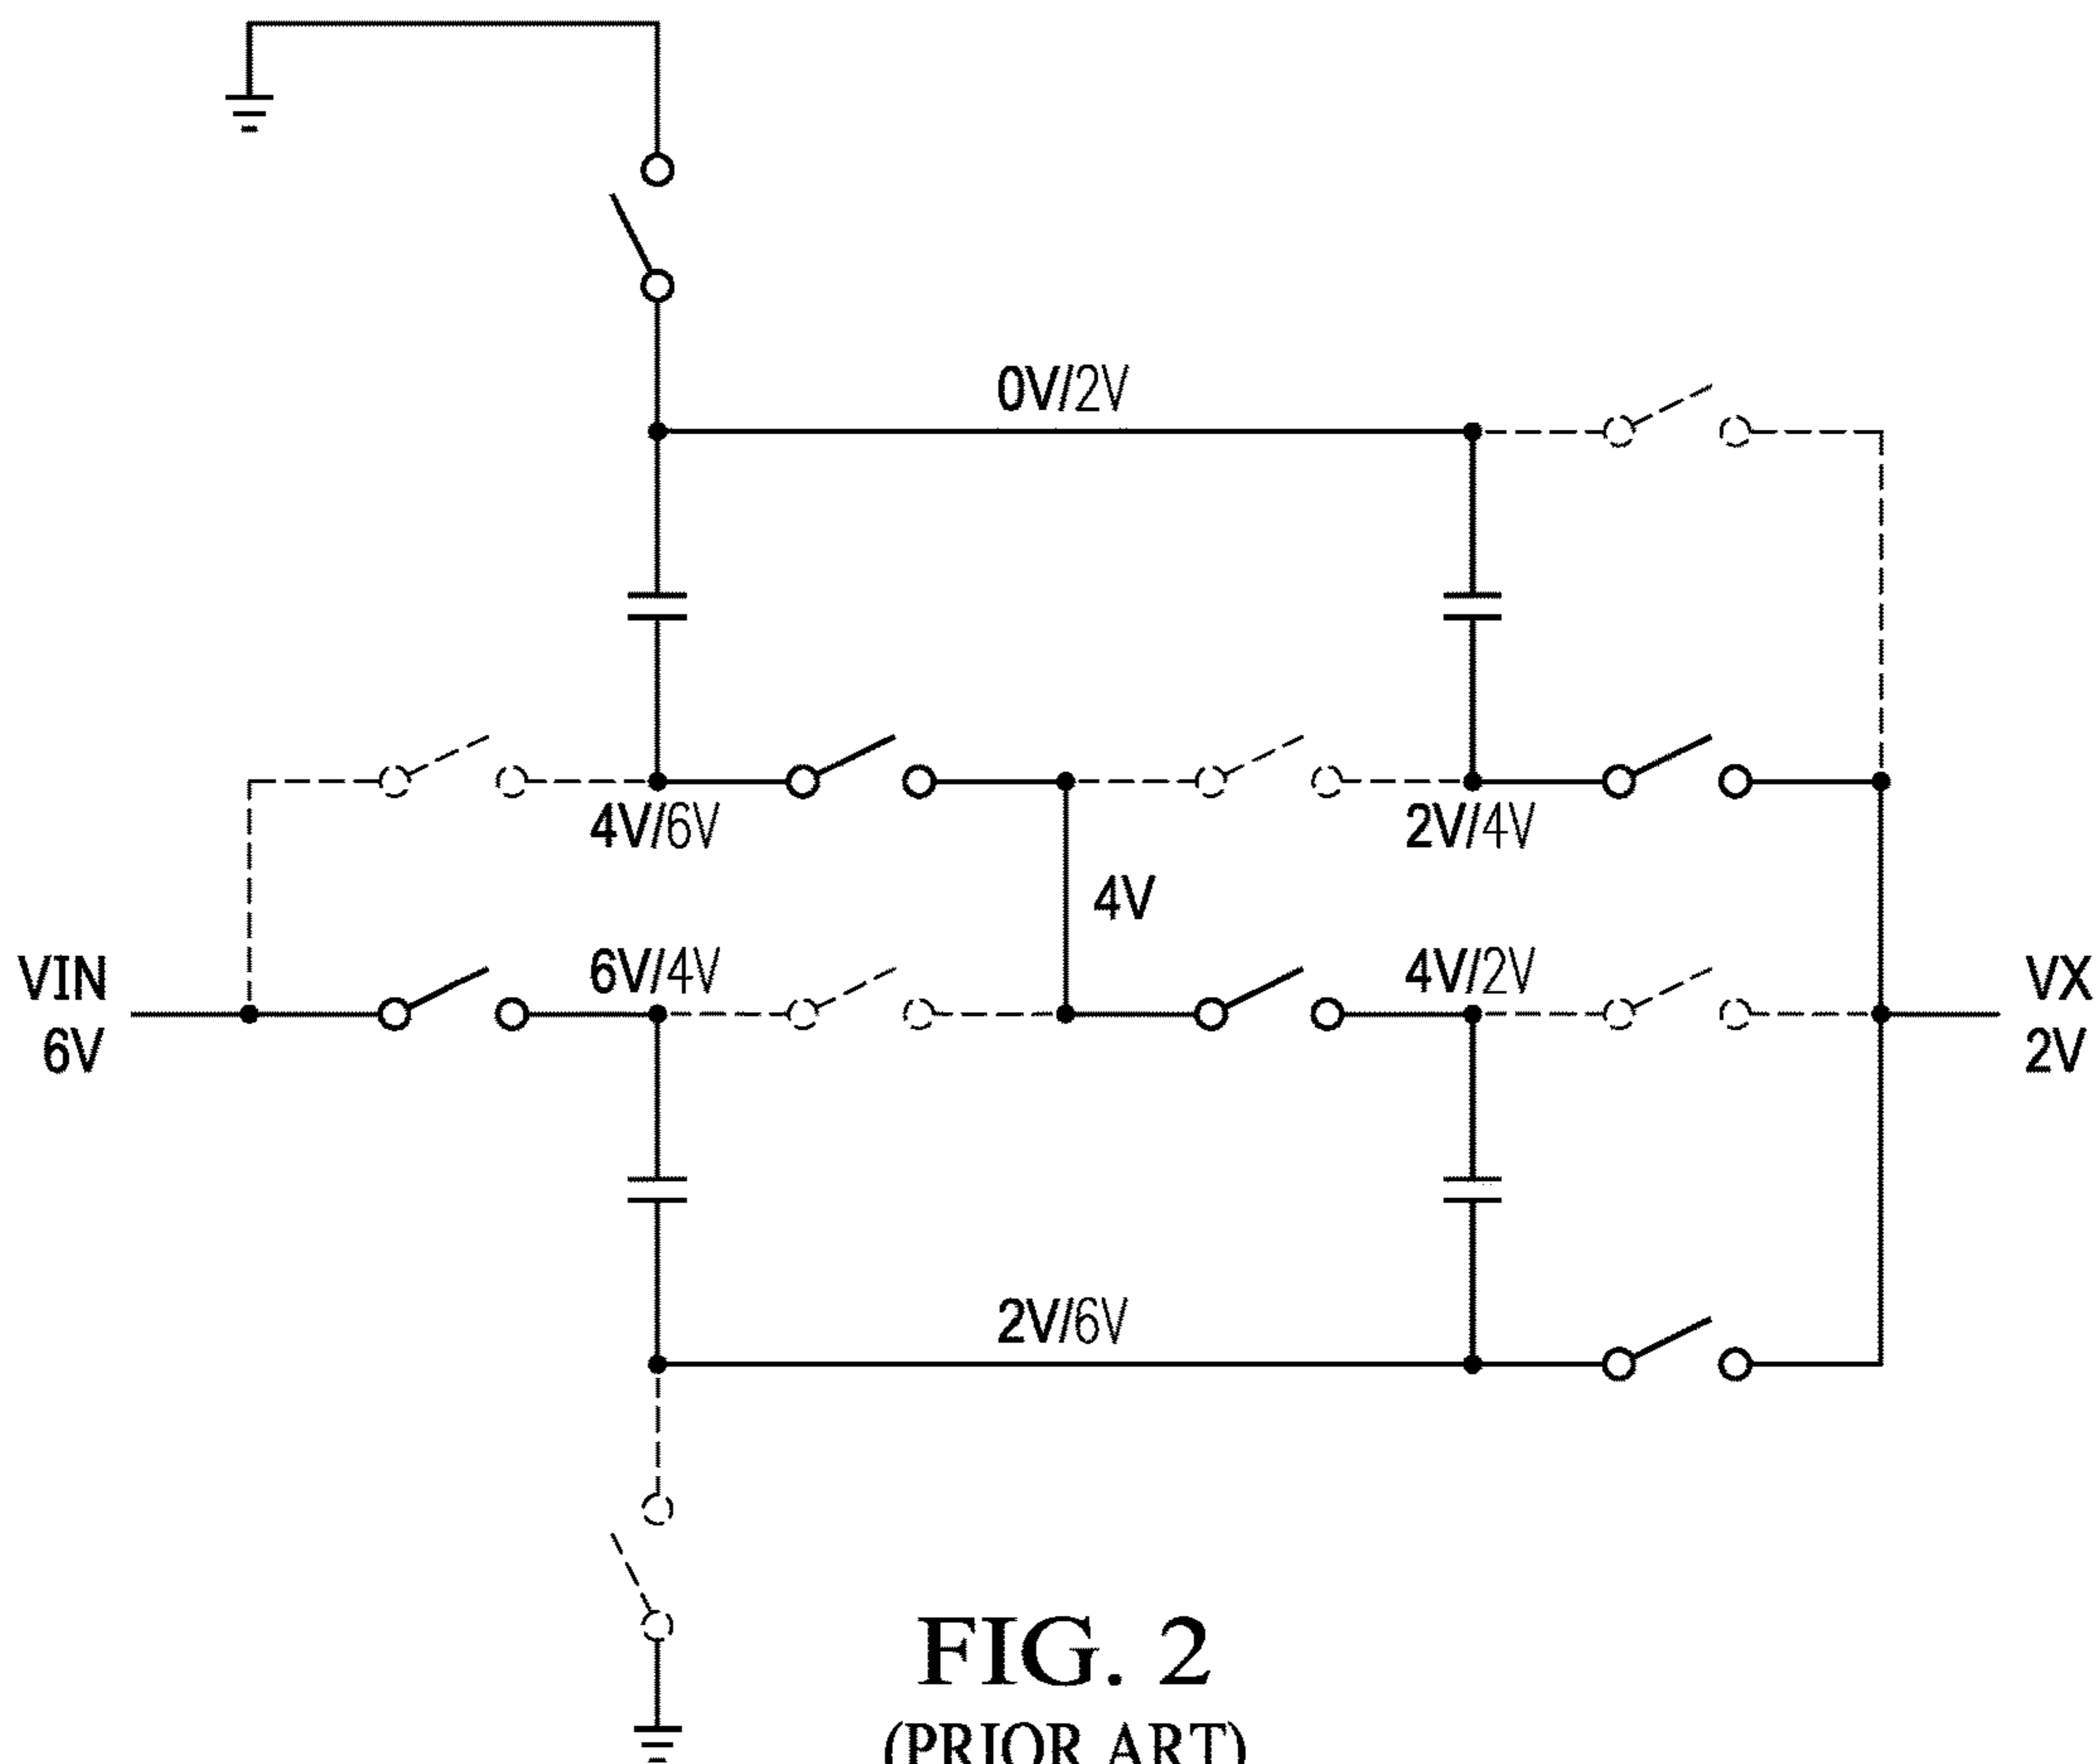 0V/2V
4V/6V
2V/4V
4V
VIN
6V
6V/4V
4V/2V
VX
2V
2V/6V
FIG. 2
(PRIOR ART)